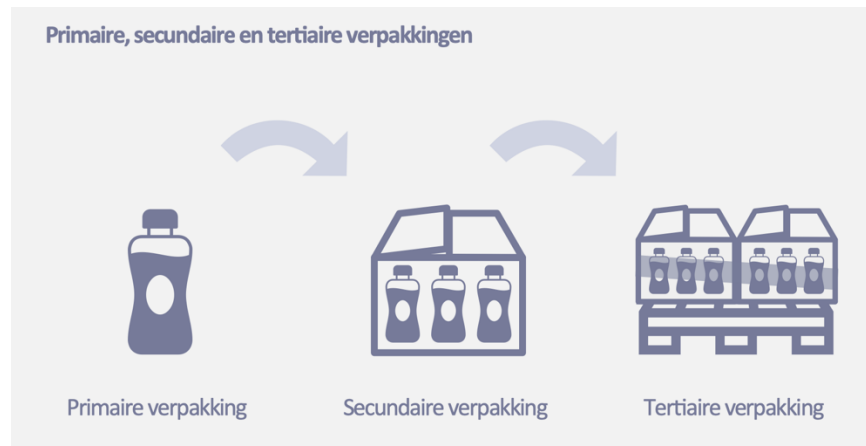 Primaire, secundaire en tertiaire verpakkingen
Primaire verpakking
Secundaire verpakking
Tertiaire verpakking